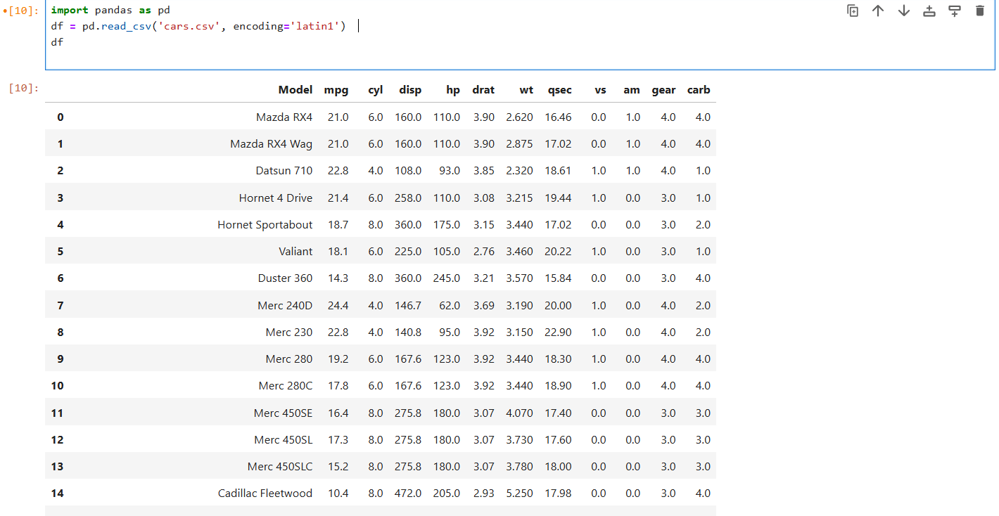 [10]: import pandas as pd
df = pd.read_csv('cars.csv', encoding='latin1')
df
[10]: Model mpg cyl disp hp drat wt qsec vs am gear carb
0 Mazda RX4 21.0 6.0 160.0 110.0 3.90 2.620 16.46 0.0 1.0 4.0 4.0
1 Mazda RX4 Wag 21.0 6.0 160.0 110.0 3.90 2.875 17.02 0.0 1.0 4.0 4.0
2 Datsun 710 22.8 4.0 108.0 93.0 3.85 2.320 18.61 1.0 1.0 4.0 1.0
3 Hornet 4 Drive 21.4 6.0 258.0 110.0 3.08 3.215 19.44 1.0 0.0 3.0 1.0
4 Hornet Sportabout 18.7 8.0 360.0 175.0 3.15 3.440 17.02 0.0 0.0 3.0 2.0
5 Valiant 18.1 6.0 225.0 105.0 2.76 3.460 20.22 1.0 0.0 3.0 1.0
6 Duster 360 14.3 8.0 360.0 245.0 3.21 3.570 15.84 0.0 0.0 3.0 4.0
7 Merc 240D 24.4 4.0 146.7 62.0 3.69 3.190 20.00 1.0 0.0 4.0 2.0
8 Merc 230 22.8 4.0 140.8 95.0 3.92 3.150 22.90 1.0 0.0 4.0 2.0
9 Merc 280 19.2 6.0 167.6 123.0 3.92 3.440 18.30 1.0 0.0 4.0 4.0
10 Merc 280C 17.8 6.0 167.6 123.0 3.92 3.440 18.90 1.0 0.0 4.0 4.0
11 Merc 450SE 16.4 8.0 275.8 180.0 3.07 4.070 17.40 0.0 0.0 3.0 3.0
12 Merc 450SL 17.3 8.0 275.8 180.0 3.07 3.730 17.60 0.0 0.0 3.0 3.0
13 Merc 450SLC 15.2 8.0 275.8 180.0 3.07 3.780 18.00 0.0 0.0 3.0 3.0
14 Cadillac Fleetwood 10.4 8.0 472.0 205.0 2.93 5.250 17.98 0.0 0.0 3.0 4.0